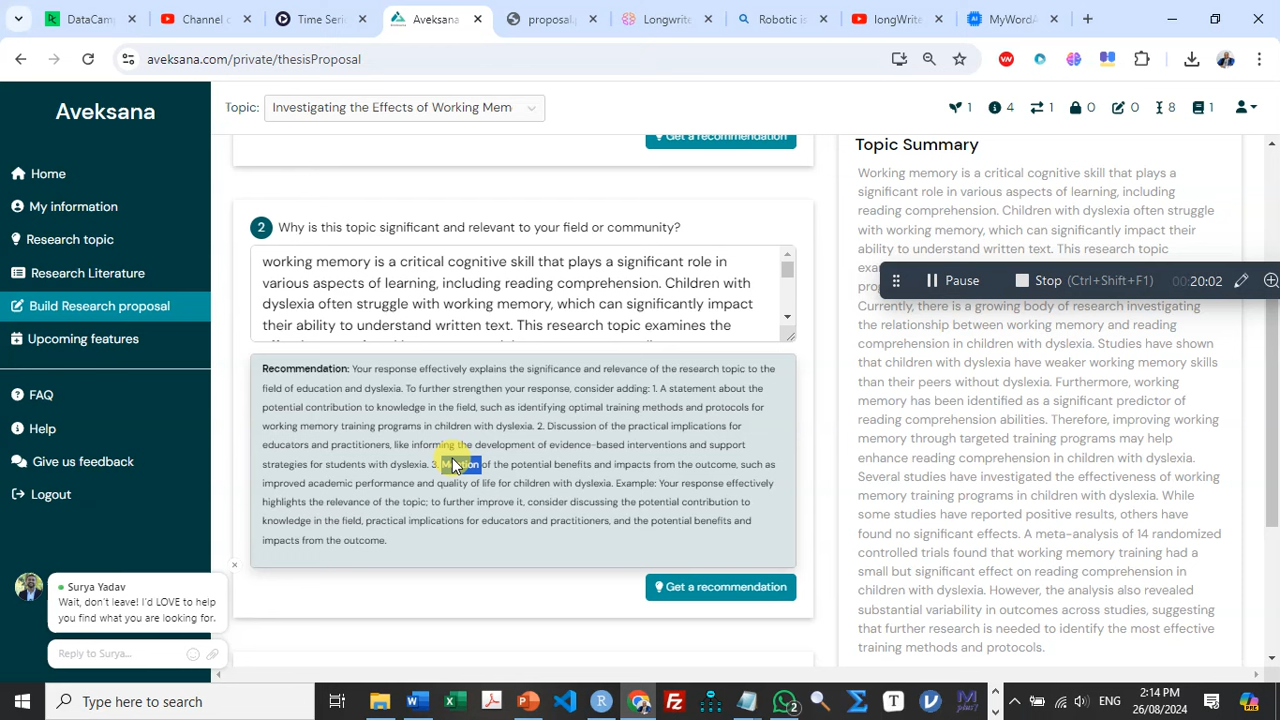 DataCam
Channel c
Time Seri
Aveksana
proposal,
Longwrite
Robotic is
longWrite
MyWordA
aveksana.com/private/thesisProposal
Aveksana
Topic:
Investigating the Effects of Working Mem
1
4
1
0
0
8
1
Home
My information
Research topic
Research Literature
Build Research proposal
Upcoming features
FAQ
Help
Give us feedback
Logout
Surya Yadav
Wait, don't leave! I'd LOVE to help
you find what you are looking for.
Reply to Surya...
Get a recommendation
2 Why is this topic significant and relevant to your field or community?
working memory is a critical cognitive skill that plays a significant role in
various aspects of learning, including reading comprehension. Children with
dyslexia often struggle with working memory, which can significantly impact
their ability to understand written text. This research topic examines the
Recommendation: Your response effectively explains the significance and relevance of the research topic to the
field of education and dyslexia. To further strengthen your response, consider adding: 1. A statement about the
potential contribution to knowledge in the field, such as identifying optimal training methods and protocols for
working memory training programs in children with dyslexia. 2. Discussion of the practical implications for
educators and practitioners, like informing the development of evidence-based interventions and support
strategies for students with dyslexia. 3. Mention of the potential benefits and impacts from the outcome, such as
improved academic performance and quality of life for children with dyslexia. Example: Your response effectively
highlights the relevance of the topic; to further improve it, consider discussing the potential contribution to
knowledge in the field, practical implications for educators and practitioners, and the potential benefits and
impacts from the outcome.
Get a recommendation
Topic Summary
Working memory is a critical cognitive skill that plays a
significant role in various aspects of learning, including
reading comprehension. Children with dyslexia often struggle
with working memory, which can significantly impact their
ability to understand written text. This research topic
Currently, there is a growing body of research investigating
the relationship between working memory and reading
comprehension in children with dyslexia. Studies have shown
that children with dyslexia have weaker working memory skills
than their peers without dyslexia. Furthermore, working
memory has been identified as a significant predictor of
reading comprehension abilities. Therefore, improving working
memory through targeted training programs may help
enhance reading comprehension in children with dyslexia.
Several studies have investigated the effectiveness of working
memory training programs in children with dyslexia. While
some studies have reported positive results, others have
found no significant effects. A meta-analysis of 14 randomized
controlled trials found that working memory training had a
small but significant effect on reading comprehension in
children with dyslexia. However, the analysis also revealed
substantial variability in outcomes across studies, suggesting
that further research is needed to identify the most effective
training methods and protocols.
Pause
Stop (Ctrl+Shift+F1)
00:20:02
Type here to search
ENG
2:14 PM
26/08/2024